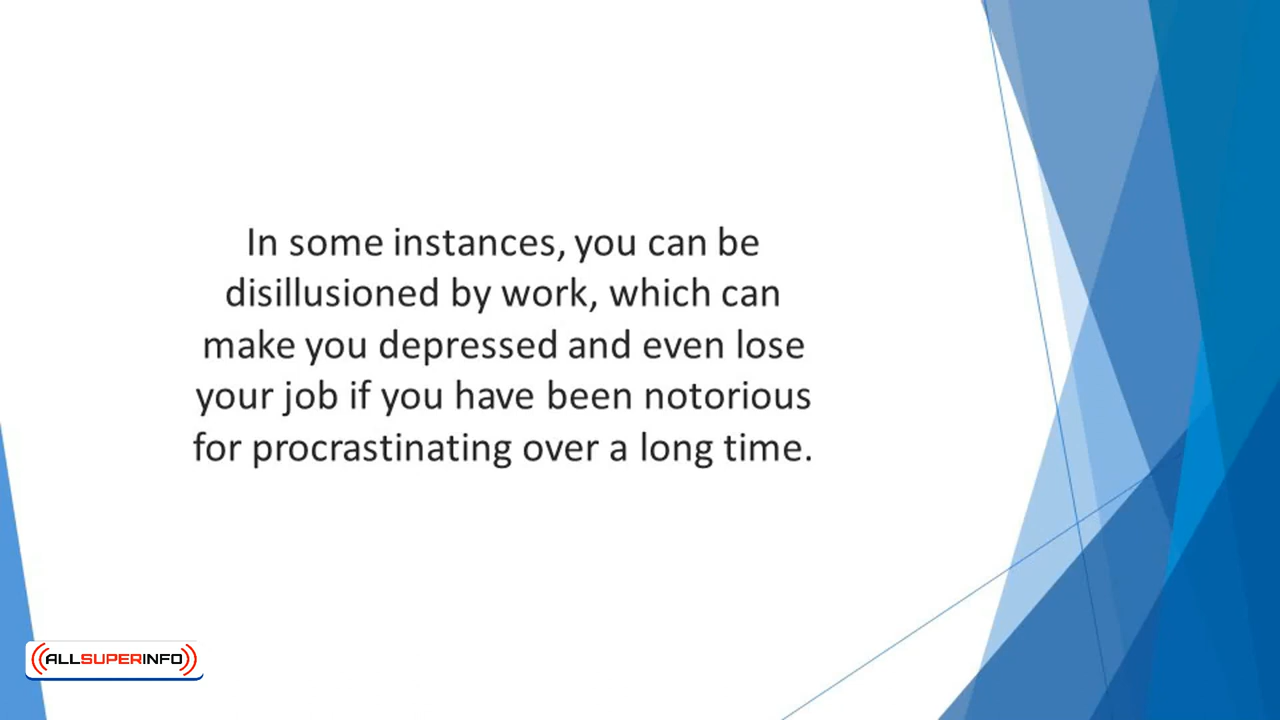 In some instances, you can be
disillusioned by work, which can
make you depressed and even lose
your job if you have been notorious
for procrastinating over a long time.
ALLSUPERINFO